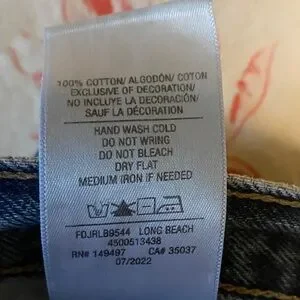 100% COTTON/ ALGODÓN/ COTON
EXCLUSIVE OF DECORATION/
NO INCLUYE LA DECORACIÓN/
SAUF LA DÉCORATION
HAND WASH COLD
DO NOT WRING
DO NOT BLEACH
DRY FLAT
MEDIUM IRON IF NEEDED
FDJRLB9544 LONG BEACH
4500513438
RN# 149497 CA# 35037
07/2022